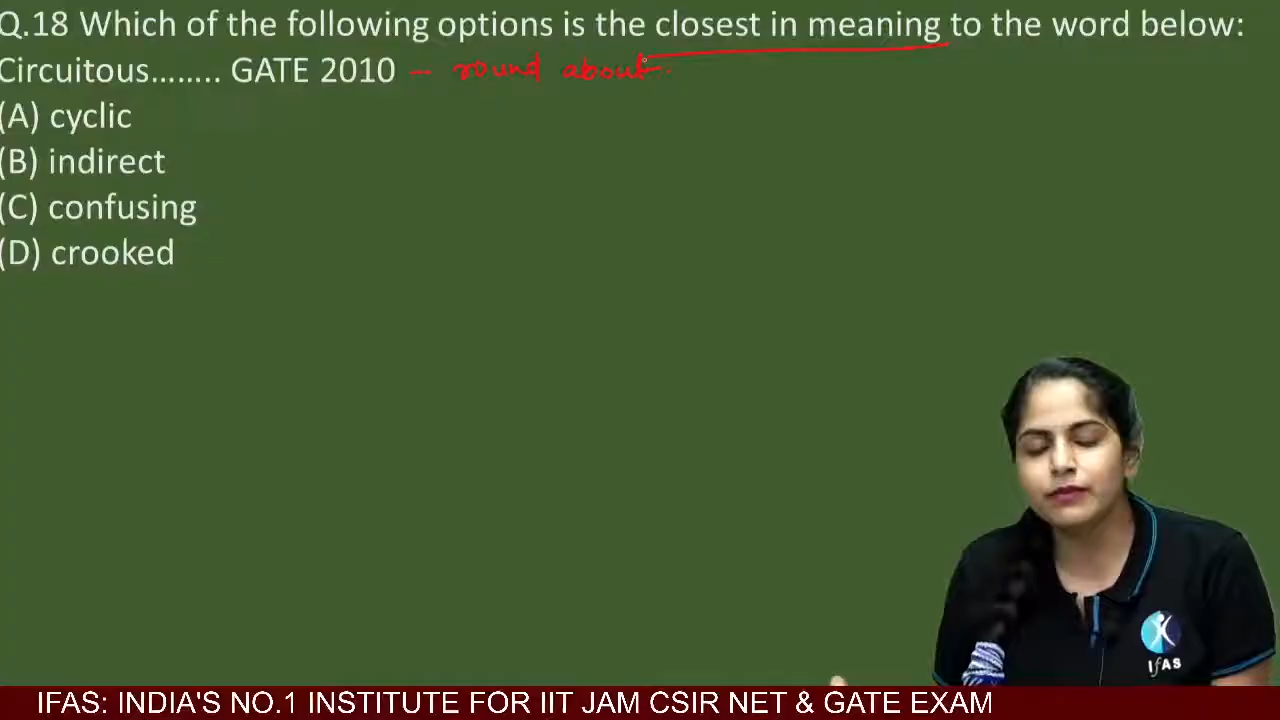 Q.18 Which of the following options is the closest in meaning to the word below:
Circuitous........ GATE 2010 – round about.
(A) cyclic
(B) indirect
(C) confusing
(D) crooked
IFAS
IFAS: INDIA'S NO.1 INSTITUTE FOR IIT JAM CSIR NET & GATE EXAM